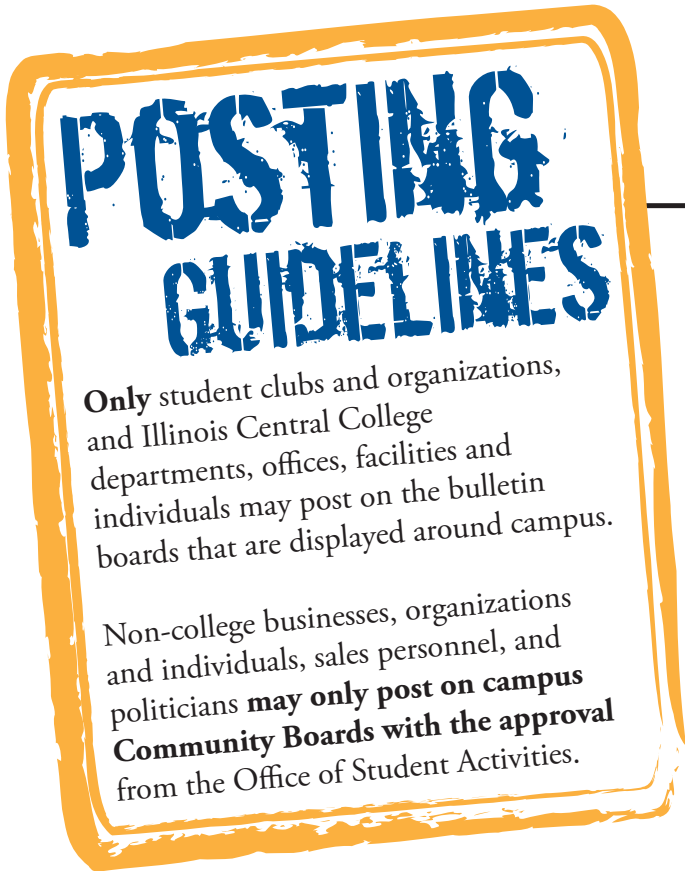 POSTING
GUIDELINES
Only student clubs and organizations,
and Illinois Central College
departments, offices, facilities and
individuals may post on the bulletin
boards that are displayed around campus.
Non-college businesses, organizations
and individuals, sales personnel, and
politicians may only post on campus
Community Boards with the approval
from the Office of Student Activities.